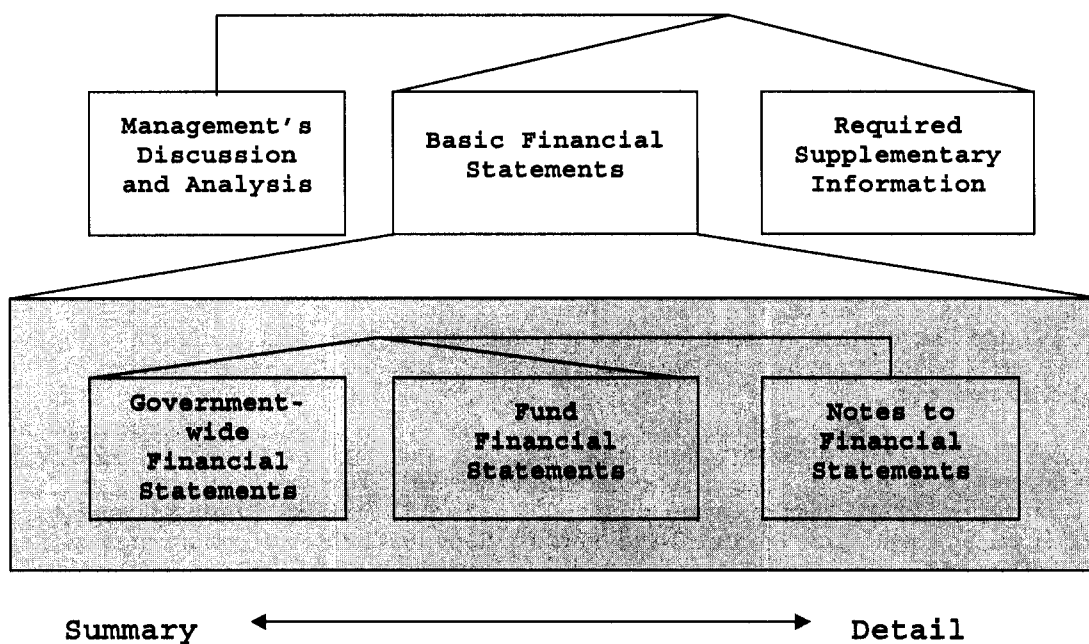 Management's
Discussion
and Analysis
Basic Financial
Statements
Required
Supplementary
Information
Government-
wide
Financial
Statements
Fund
Financial
Statements
Notes to
Financial
Statements
Summary
Detail